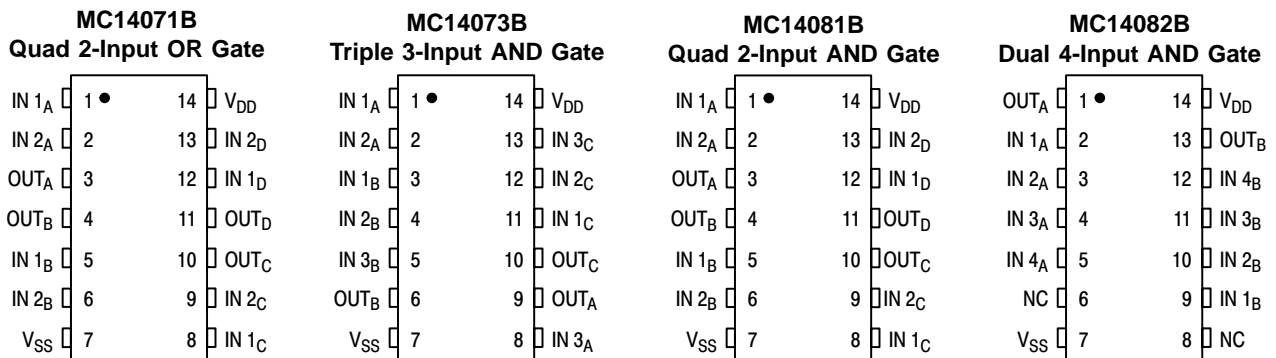 MC14071B
Quad 2-Input OR Gate
IN 1A 1 14 VDD
IN 2A 2 13 IN 2D
OUTA 3 12 IN 1D
OUTB 4 11 OUTD
IN 1B 5 10 OUTC
IN 2B 6 9 IN 2C
VSS 7 8 IN 1C
MC14073B
Triple 3-Input AND Gate
IN 1A 1 14 VDD
IN 2A 2 13 IN 3C
IN 1B 3 12 IN 2C
IN 2B 4 11 IN 1C
IN 3B 5 10 OUTC
OUTB 6 9 OUTA
VSS 7 8 IN 3A
MC14081B
Quad 2-Input AND Gate
IN 1A 1 14 VDD
IN 2A 2 13 IN 2D
OUTA 3 12 IN 1D
OUTB 4 11 OUTD
IN 1B 5 10 OUTC
IN 2B 6 9 IN 2C
VSS 7 8 IN 1C
MC14082B
Dual 4-Input AND Gate
OUTA 1 14 VDD
IN 1A 2 13 OUTB
IN 2A 3 12 IN 4B
IN 3A 4 11 IN 3B
IN 4A 5 10 IN 2B
NC 6 9 IN 1B
VSS 7 8 NC